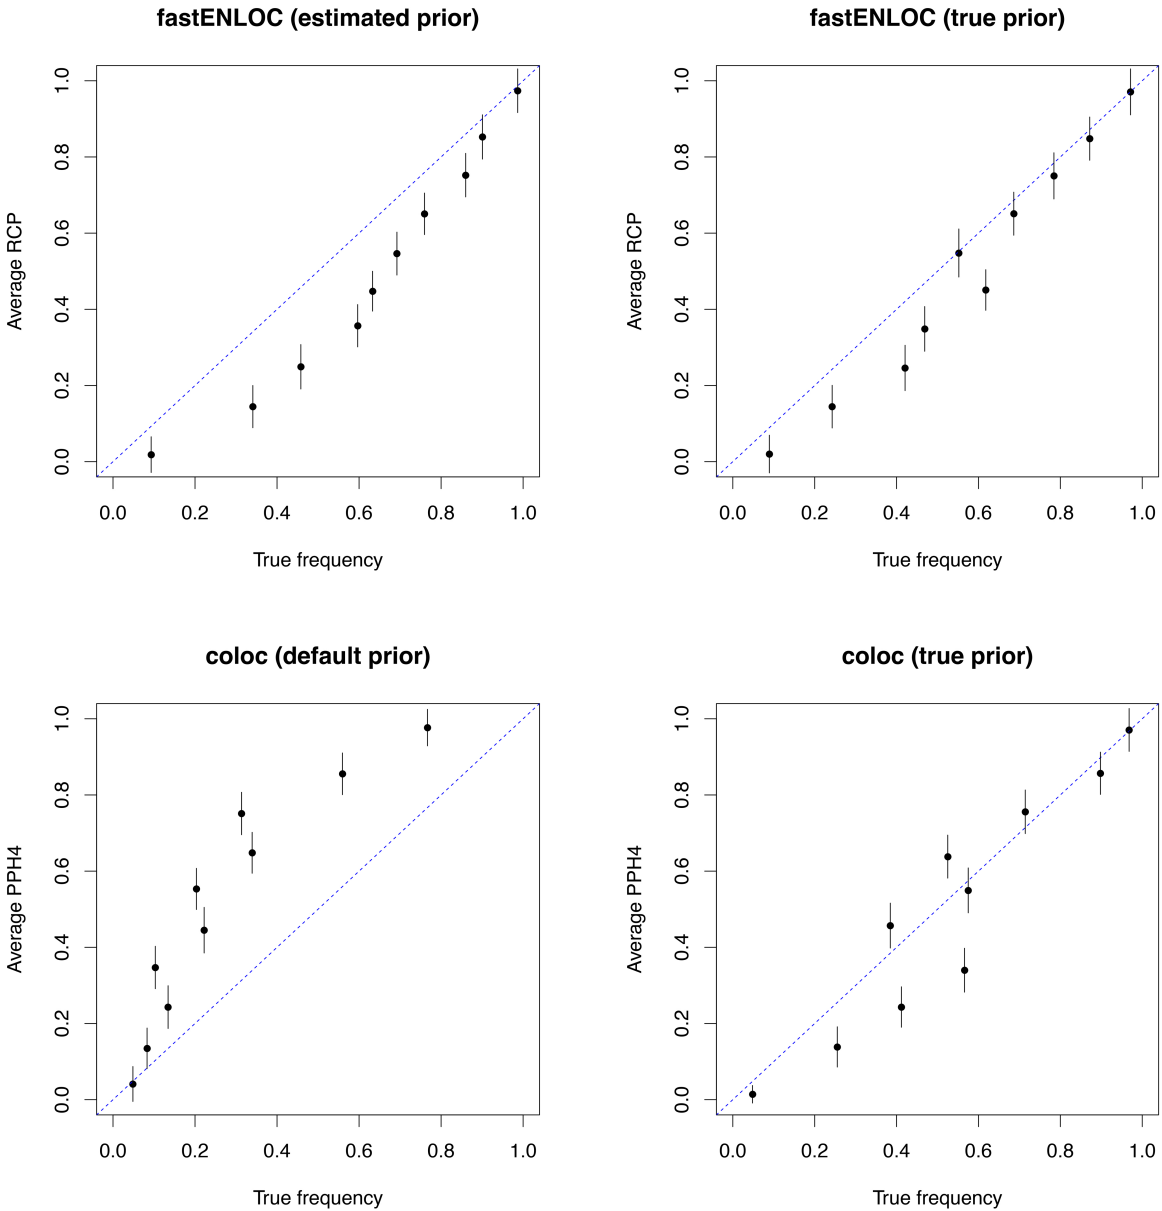 fastENLOC (estimated prior)
Average RCP
1.0
0.8
0.6
0.4
0.2
0.0
0.0 0.2 0.4 0.6 0.8 1.0
True frequency
fastENLOC (true prior)
Average RCP
1.0
0.8
0.6
0.4
0.2
0.0
0.0 0.2 0.4 0.6 0.8 1.0
True frequency
coloc (default prior)
Average PPH4
1.0
0.8
0.6
0.4
0.2
0.0
0.0 0.2 0.4 0.6 0.8 1.0
True frequency
coloc (true prior)
Average PPH4
1.0
0.8
0.6
0.4
0.2
0.0
0.0 0.2 0.4 0.6 0.8 1.0
True frequency